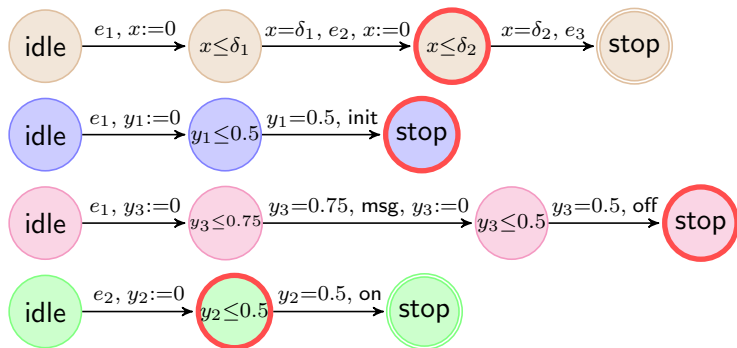 idle e₁, x:=0 x≤δ₁ x=δ₁, e₂, x:=0 x≤δ₂ x=δ₂, e₃ stop
idle e₁, y₁:=0 y₁≤0.5 y₁=0.5, init stop
idle e₁, y₃:=0 y₃≤0.75 y₃=0.75, msg, y₃:=0 y₃≤0.5 y₃=0.5, off stop
idle e₂, y₂:=0 y₂≤0.5 y₂=0.5, on stop